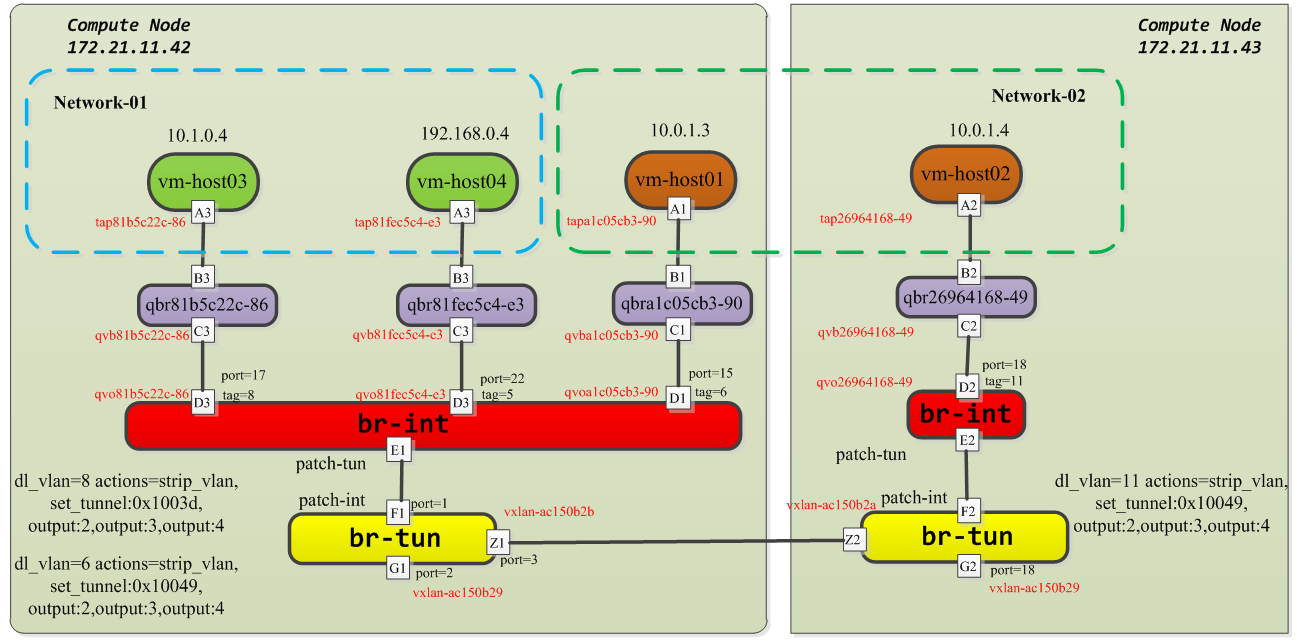 Compute Node
172.21.11.42
Compute Node
172.21.11.43
Network-01
Network-02
10.1.0.4
192.168.0.4
10.0.1.3
10.0.1.4
vm-host03
vm-host04
vm-host01
vm-host02
tap81b5c22c-86
A3
tap81fec5c4-e3
A3
tapa1c05cb3-90
A1
tap26964168-49
A2
B3
B3
B1
B2
qbr81b5c22c-86
qbr81fec5c4-e3
qbra1c05cb3-90
qbr26964168-49
qvb81b5c22c-86
C3
qvb81fec5c4-e3
C3
qvba1c05cb3-90
C1
qvb26964168-49
C2
port=17
port=22
port=15
port=18
qvo81b5c22c-86
D3
tag=8
qvo81fec5c4-e3
D3
tag=5
qvoa1c05cb3-90
D1
tag=6
qvo26964168-49
D2
tag=11
br-int
br-int
E1
E2
patch-tun
patch-tun
dl_vlan=8 actions=strip_vlan,
set_tunnel:0x1003d,
output:2,output:3,output:4
patch-int
F1
port=1
vxlan-ac150b2b
vxlan-ac150b2a
patch-int
F2
dl_vlan=11 actions=strip_vlan,
set_tunnel:0x10049,
output:2,output:3,output:4
br-tun
Z1
port=3
Z2
br-tun
dl_vlan=6 actions=strip_vlan,
set_tunnel:0x10049,
output:2,output:3,output:4
G1
port=2
vxlan-ac150b29
G2
port=18
vxlan-ac150b29